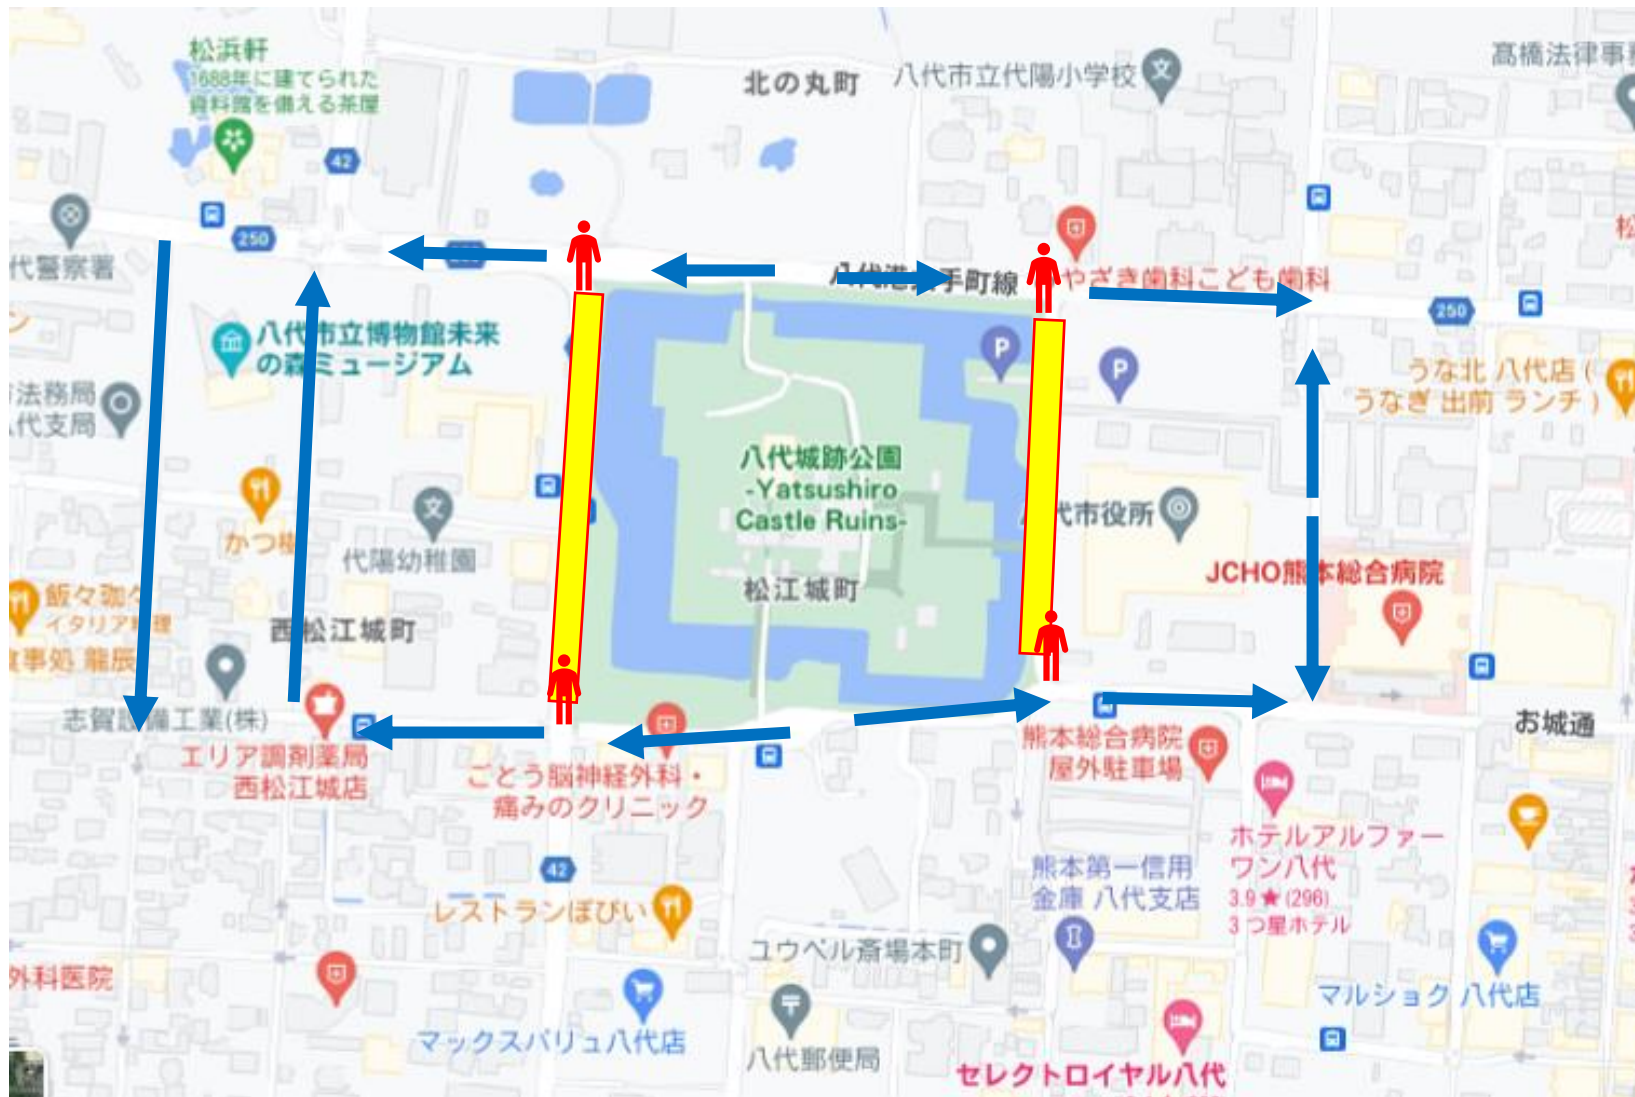 松浜軒
1688年に建てられた
資料館を備える茶屋
42
北の丸町
八代市立代陽小学校
250
代警察署
手町線
やざき歯科こども歯科
250
八代市立博物館未来
の森ミュージアム
P
P
法務局
代支局
うな北 八代店 (
うなぎ 出前 ランチ )
八代城跡公園
-Yatsushiro
Castle Ruins-
代市役所
代陽幼稚園
松江城町
JCHO熊本総合病院
イタリア料理
西松江城町
食事処 龍辰
志賀設備工業(株)
エリア調剤薬局
西松江城店
ごとう脳神経外科・
痛みのクリニック
熊本総合病院
屋外駐車場
お城通
42
レストランぽぴい
熊本第一信用
金庫 八代支店
ホテルアルファー
ワン八代
3.9★(296)
3つ星ホテル
ユウベル斎場本町
外科医院
マックスバリュ八代店
八代郵便局
マルショク 八代店
セレクトロイヤル八代